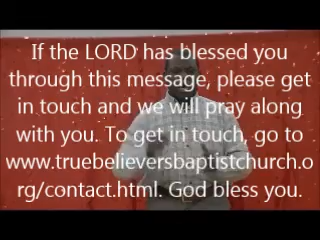 If the LORD has blessed you
through this message, please get
in touch and we will pray along
with you. To get in touch, go to
www.truebelieversbaptistchurch.o
rg/contact.html. God bless you.